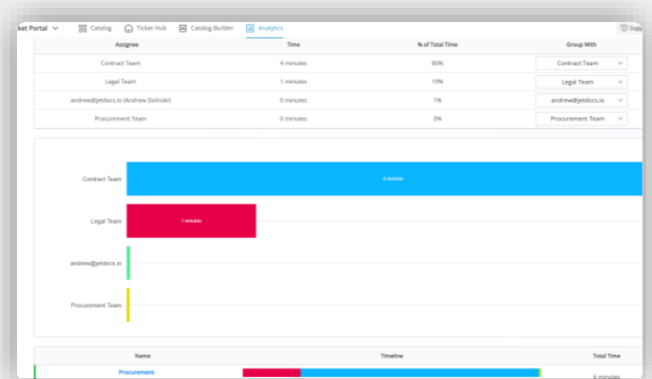 ket Portal Catalog Ticket Hub Catalog Builder Analytics Supp
Assignee Time % of Total Time Group With
Contract Team 4 minutes 80% Contract Team
Legal Team 1 minutes 19% Legal Team
andrew@jetdocs.io (Andrew Dolinski) 0 minutes 1% andrew@jetdocs.io
Procurement Team 0 minutes 0% Procurement Team
Contract Team 4 minutes
Legal Team 1 minutes
andrew@jetdocs.io
Procurement Team
Name Timeline Total Time
Procurement 6 minutes